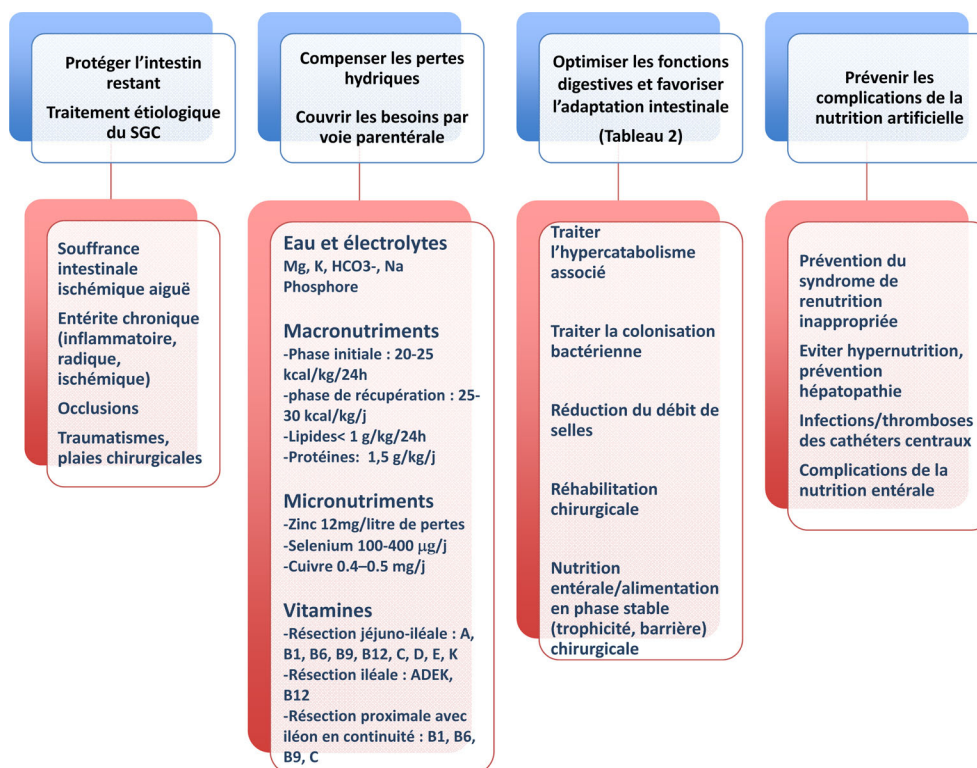 Protéger l'intestin
restant
Traitement étiologique
du SGC
Souffrance
intestinale
ischémique aiguë
Entérite chronique
(inflammatoire,
radique,
ischémique)
Occlusions
Traumatismes,
plaies chirurgicales
Compenser les pertes
hydriques
Couvrir les besoins par
voie parentérale
Eau et électrolytes
Mg, K, HCO3-, Na
Phosphore
Macronutriments
-Phase initiale : 20-25
kcal/kg/24h
-phase de récupération : 25-
30 kcal/kg/j
-Lipides< 1 g/kg/24h
-Protéines: 1,5 g/kg/j
Micronutriments
-Zinc 12mg/litre de pertes
-Selenium 100-400 μg/j
-Cuivre 0.4–0.5 mg/j
Vitamines
-Résection jéjuno-iléale : A,
B1, B6, B9, B12, C, D, E, K
-Résection iléale : ADEK,
B12
-Résection proximale avec
iléon en continuité : B1, B6,
B9, C
Optimiser les fonctions
digestives et favoriser
l'adaptation intestinale
(Tableau 2)
Traiter
l'hypercatabolisme
associé
Traiter la colonisation
bactérienne
Réduction du débit de
selles
Réhabilitation
chirurgicale
Nutrition
entérale/alimentation
en phase stable
(trophicité, barrière)
chirurgicale
Prévenir les
complications de la
nutrition artificielle
Prévention du
syndrome de
renutrition
inappropriée
Eviter hypernutrition,
prévention
hépatopathie
Infections/thromboses
des cathéters centraux
Complications de la
nutrition entérale